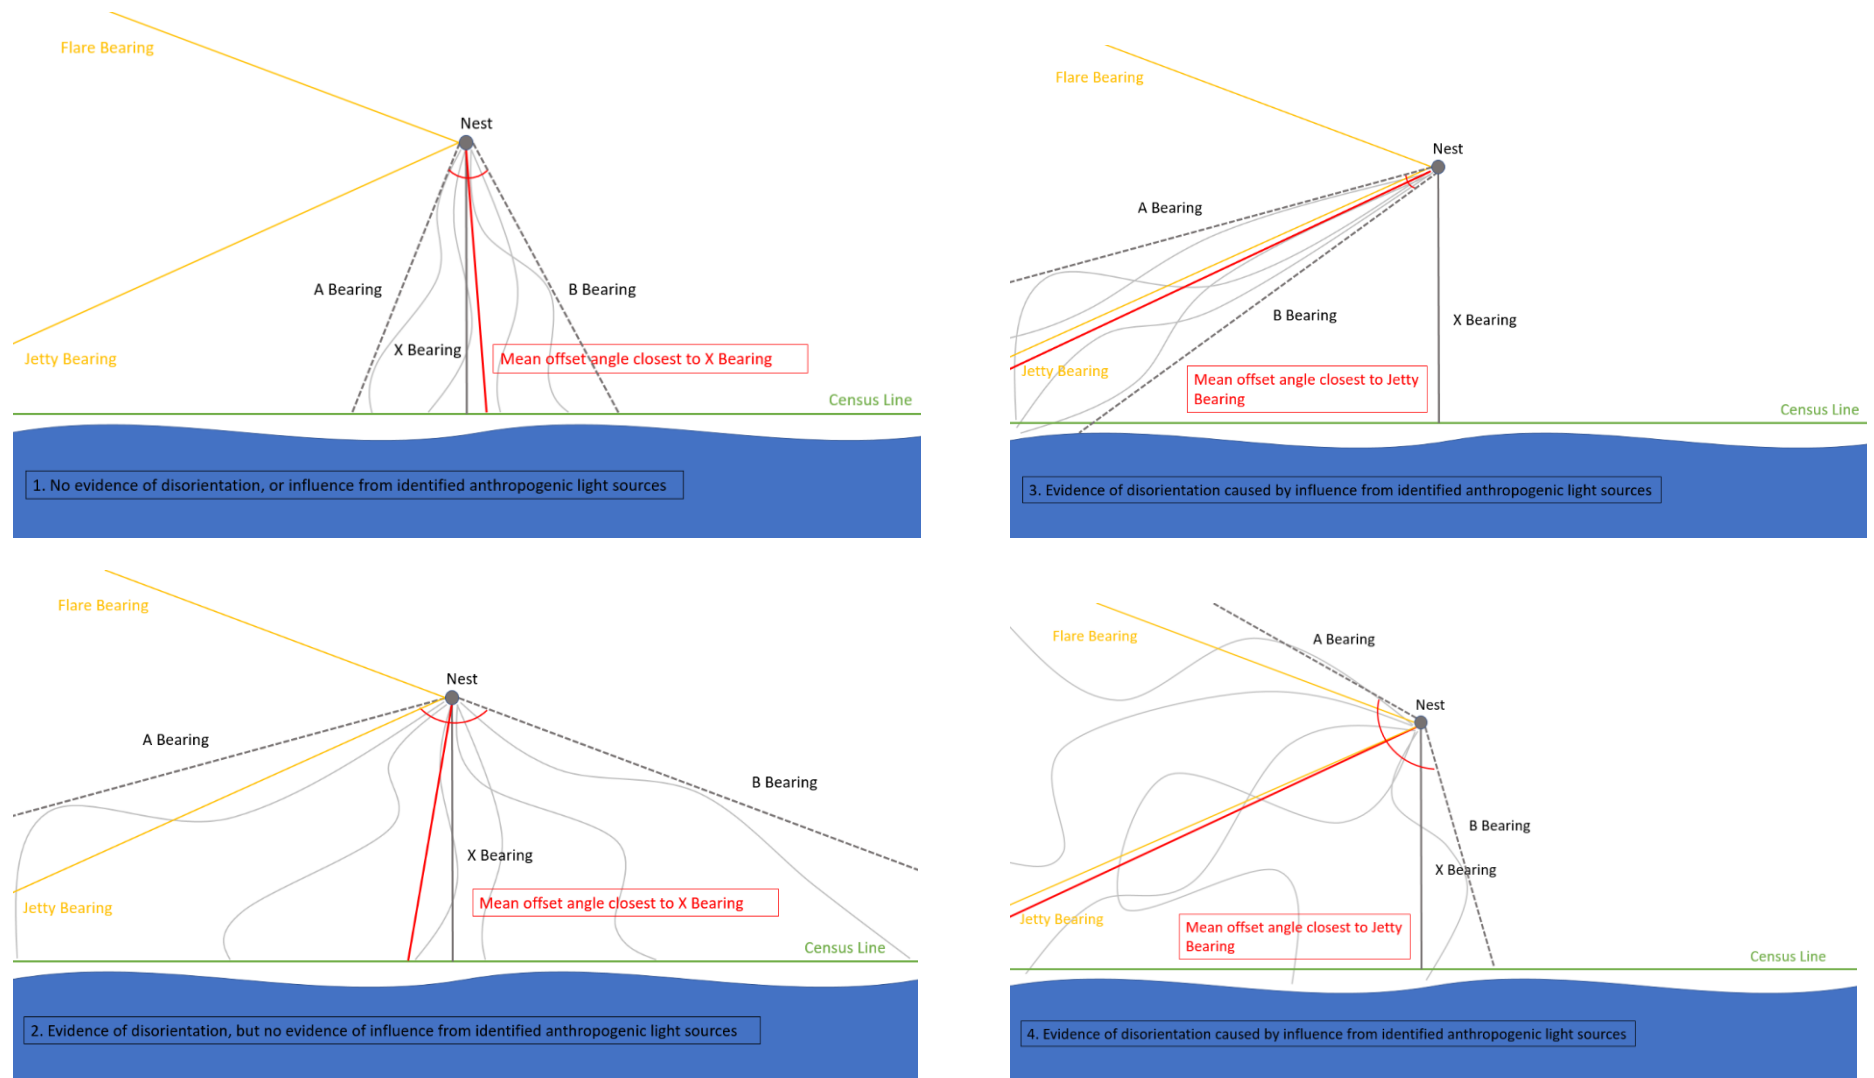 Flare Bearing
Nest
A Bearing
B Bearing
X Bearing
Mean offset angle closest to X Bearing
Jetty Bearing
Census Line
1. No evidence of disorientation, or influence from identified anthropogenic light sources
Flare Bearing
Nest
A Bearing
B Bearing
X Bearing
Jetty Bearing
Mean offset angle closest to Jetty
Bearing
Census Line
3. Evidence of disorientation caused by influence from identified anthropogenic light sources
Flare Bearing
Nest
A Bearing
B Bearing
X Bearing
Mean offset angle closest to X Bearing
Jetty Bearing
Census Line
2. Evidence of disorientation, but no evidence of influence from identified anthropogenic light sources
Flare Bearing
A Bearing
Nest
B Bearing
X Bearing
Jetty Bearing
Mean offset angle closest to Jetty
Bearing
Census Line
4. Evidence of disorientation caused by influence from identified anthropogenic light sources